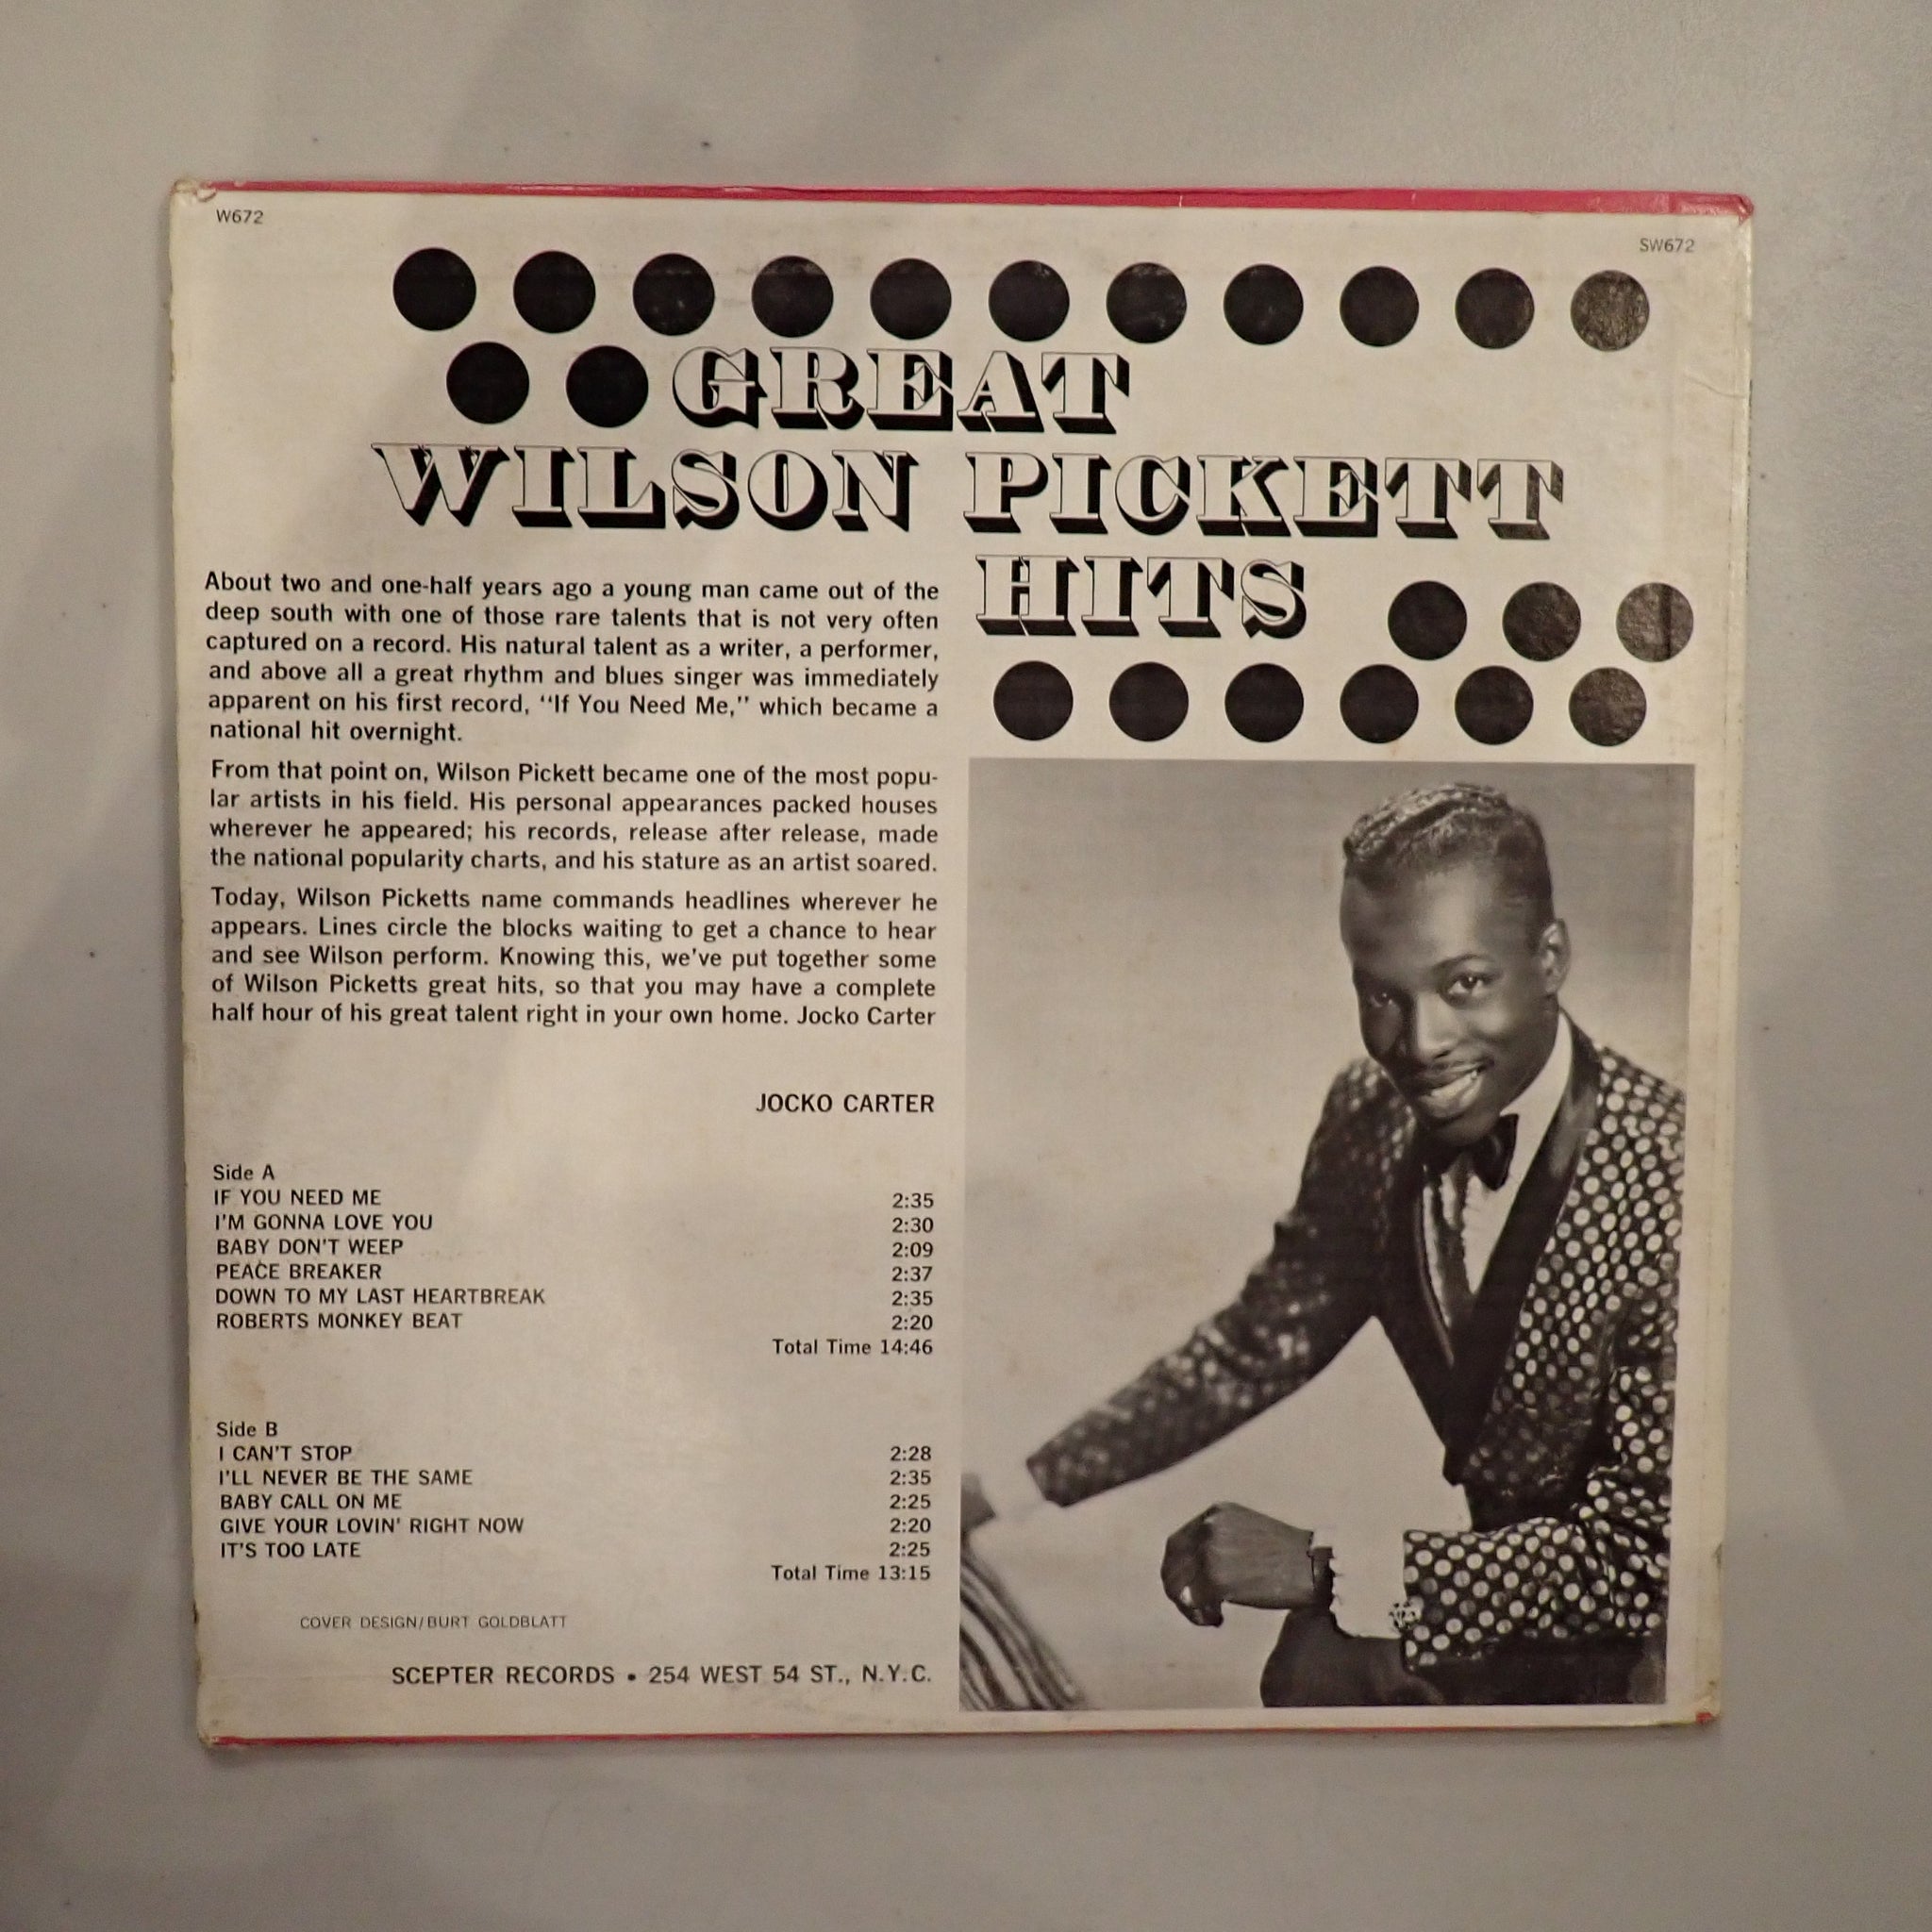 W672
SW672
GREAT
WILSON PICKETT
HITS
About two and one-half years ago a young man came out of the
deep south with one of those rare talents that is not very often
captured on a record. His natural talent as a writer, a performer,
and above all a great rhythm and blues singer was immediately
apparent on his first record, “If You Need Me,” which became a
national hit overnight.
From that point on, Wilson Pickett became one of the most popu-
lar artists in his field. His personal appearances packed houses
wherever he appeared; his records, release after release, made
the national popularity charts, and his stature as an artist soared.
Today, Wilson Picketts name commands headlines wherever he
appears. Lines circle the blocks waiting to get a chance to hear
and see Wilson perform. Knowing this, we've put together some
of Wilson Picketts great hits, so that you may have a complete
half hour of his great talent right in your own home. Jocko Carter
JOCKO CARTER
Side A
IF YOU NEED ME 2:35
I'M GONNA LOVE YOU 2:30
BABY DON'T WEEP 2:09
PEACE BREAKER 2:37
DOWN TO MY LAST HEARTBREAK 2:35
ROBERTS MONKEY BEAT 2:20
Total Time 14:46
Side B
I CAN'T STOP 2:28
I'LL NEVER BE THE SAME 2:35
BABY CALL ON ME 2:25
GIVE YOUR LOVIN' RIGHT NOW 2:20
IT'S TOO LATE 2:25
Total Time 13:15
COVER DESIGN/BURT GOLDBLATT
SCEPTER RECORDS • 254 WEST 54 ST., N.Y.C.